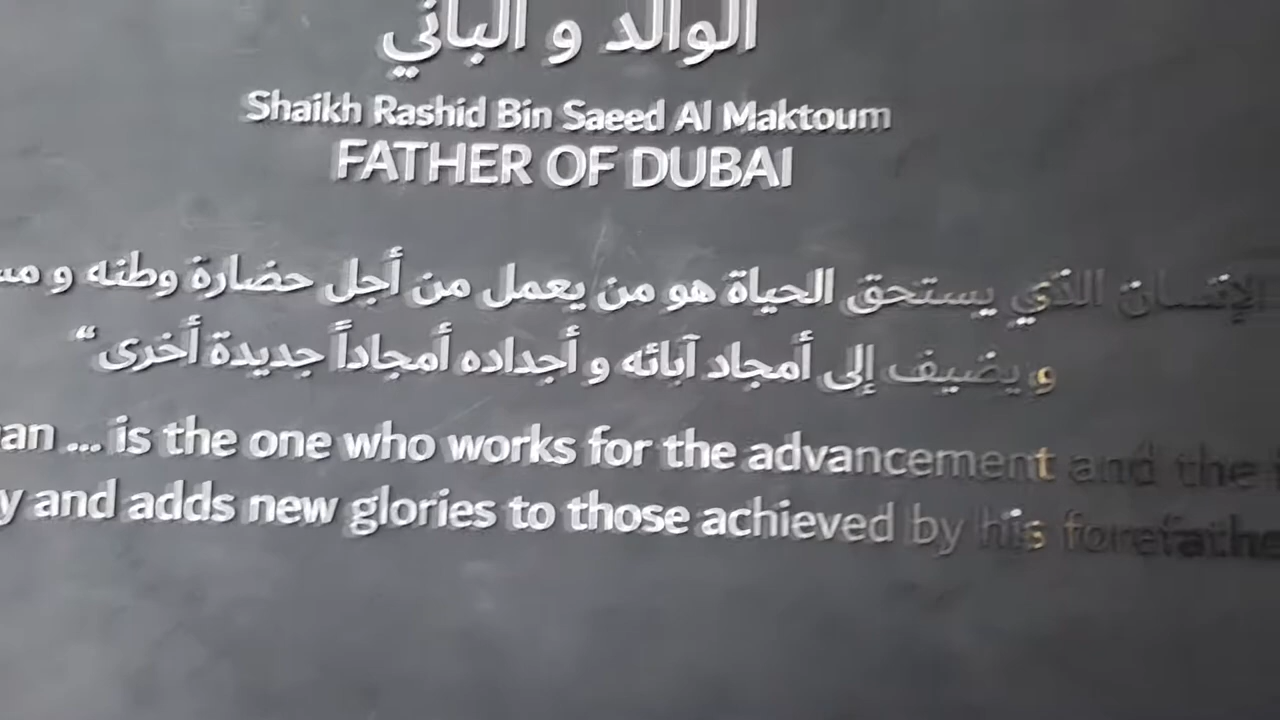 الوالد و الباني
Shaikh Rashid Bin Saeed Al Maktoum
FATHER OF DUBAI
الإنسان الذي يستحق الحياة هو من يعمل من أجل حضارة وطنه و
و يضيف إلى أمجاد آبائه و أجداده أمجاداً جديدة أخرى“
... is the one who works for the advancement and the
and adds new glories to those achieved by his